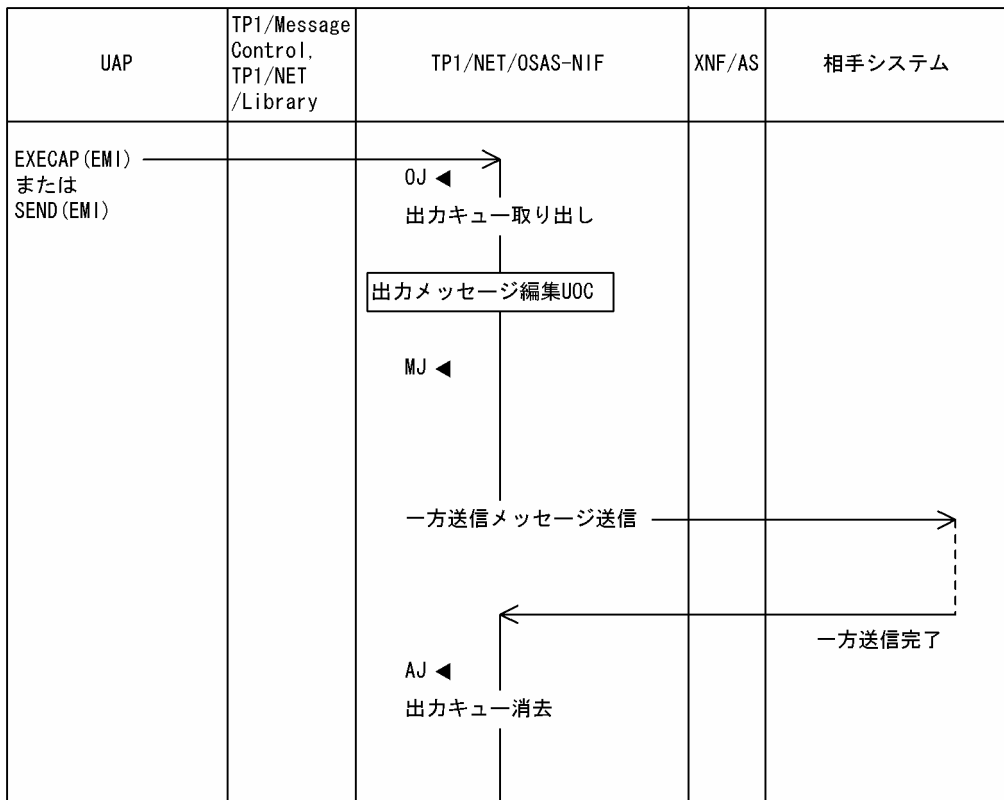 UAP
TP1/Message
Control,
TP1/NET
/Library
TP1/NET/OSAS-NIF
XNF/AS
相手システム
EXECAP(EMI)
または
SEND(EMI)
OJ ◀
出力キュー取り出し
出力メッセージ編集UOC
MJ ◀
一方送信メッセージ送信
一方送信完了
AJ ◀
出力キュー消去